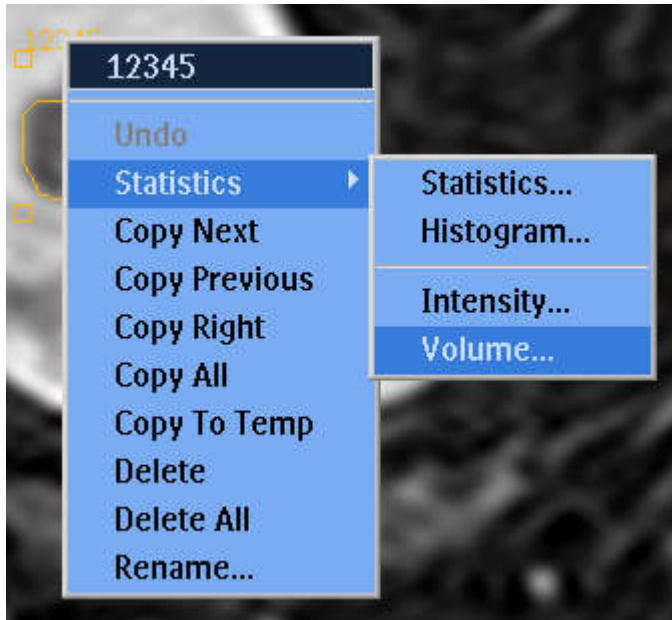 12345
12345
Undo
Statistics
Copy Next
Copy Previous
Copy Right
Copy All
Copy To Temp
Delete
Delete All
Rename...
Statistics...
Histogram...
Intensity...
Volume...